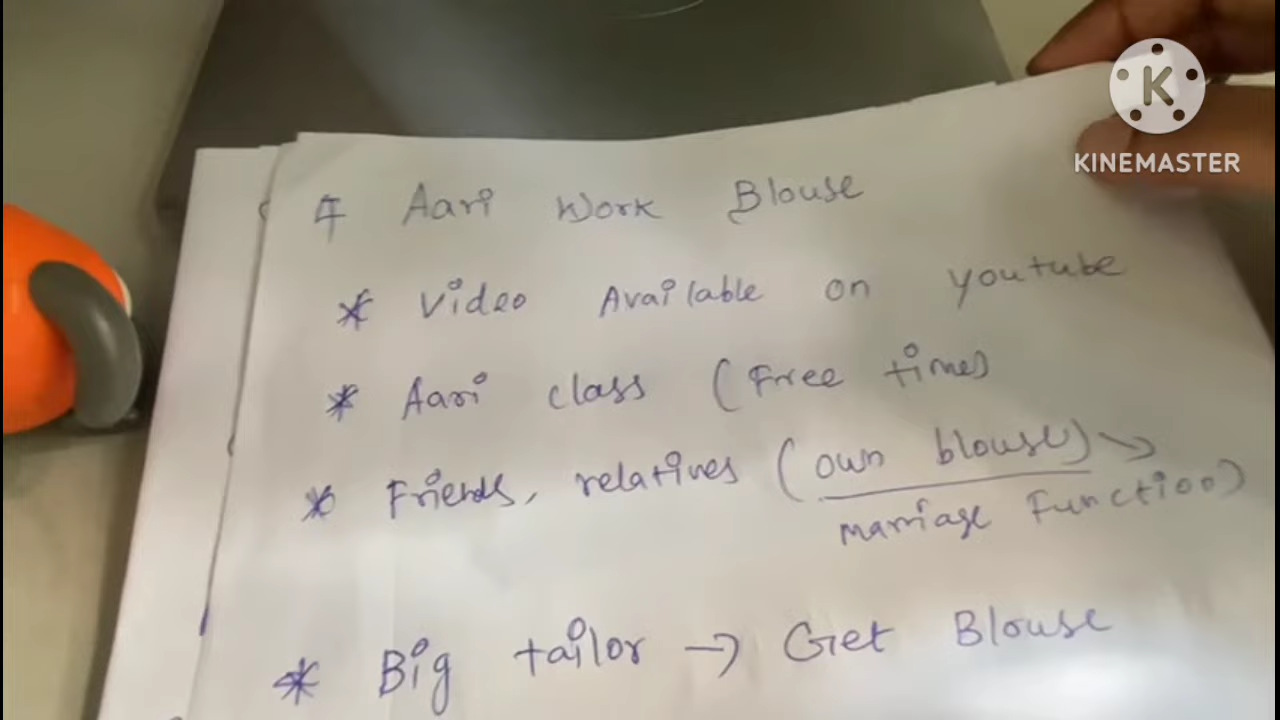 4 Aari Work Blouse
* Video Available on youtube
* Aari class (Free time)
* Friends, relatives (own blouse) →
marriage Function)
* Big tailor → Get Blouse
K
KINEMASTER